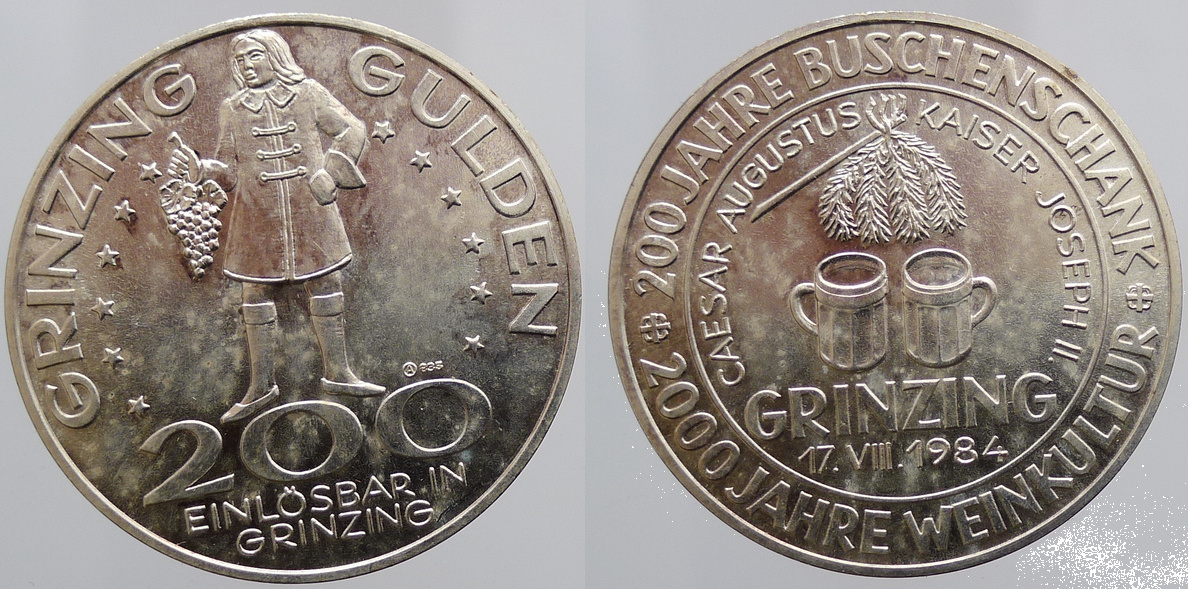 GRINZING GULDEN
835
200
EINLÖSBAR IN
GRINZING
200 JAHRE BUSCHENSCHANK
2000 JAHRE WEINKULTUR
CAESAR AUGUSTUS KAISER JOSEPH II.
GRINZING
17. VIII. 1984